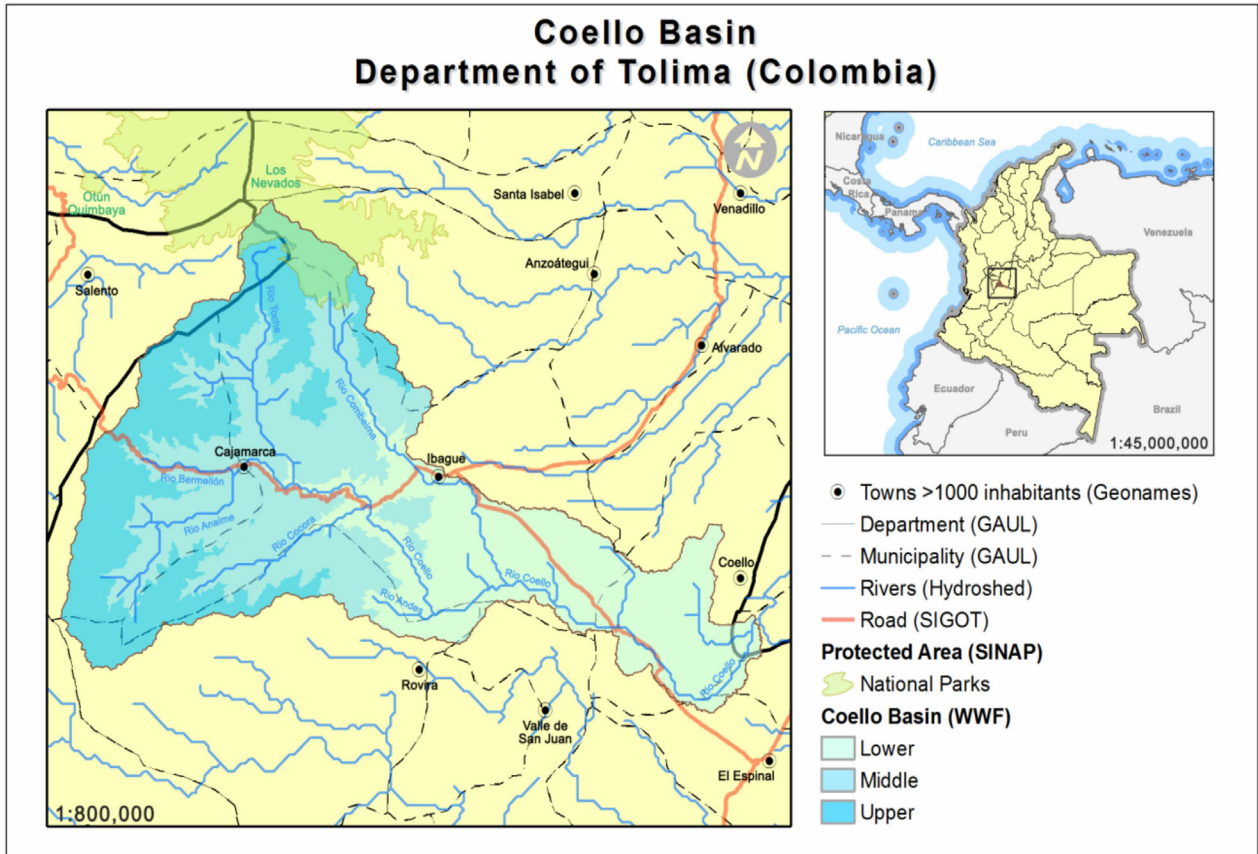 Coello Basin
Department of Tolima (Colombia)
Los
Nevados
Otún
Quimbaya
Santa Isabel
Venadillo
Salento
Anzoátegui
Río Toche
Alvarado
Río Combeima
Cajamarca
Ibague
Río Bermellón
Río Anaime
Río Cocora
Río Coello
Río Andes
Río Coello
Coello
Río Coello
Rovira
Valle de
San Juan
El Espinal
1:800,000
N
Nicaragua
Caribbean Sea
Costa
Rica
Panama
Venezuela
Pacific Ocean
Ecuador
Peru
Brazil
1:45,000,000
Towns >1000 inhabitants (Geonames)
Department (GAUL)
Municipality (GAUL)
Rivers (Hydroshed)
Road (SIGOT)
Protected Area (SINAP)
National Parks
Coello Basin (WWF)
Lower
Middle
Upper